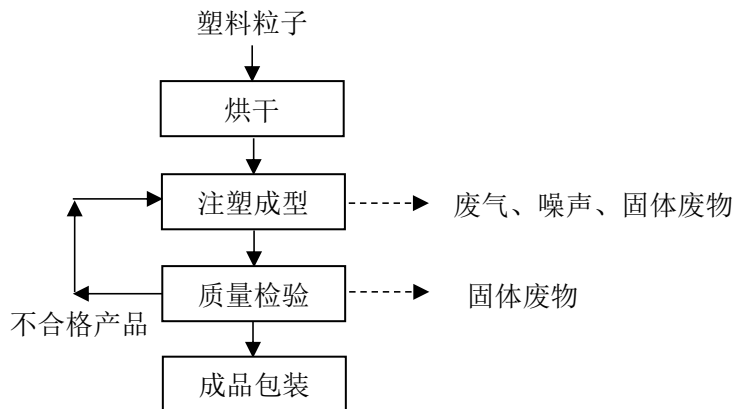 塑料粒子
烘干
注塑成型
废气、噪声、固体废物
质量检验
固体废物
不合格产品
成品包装